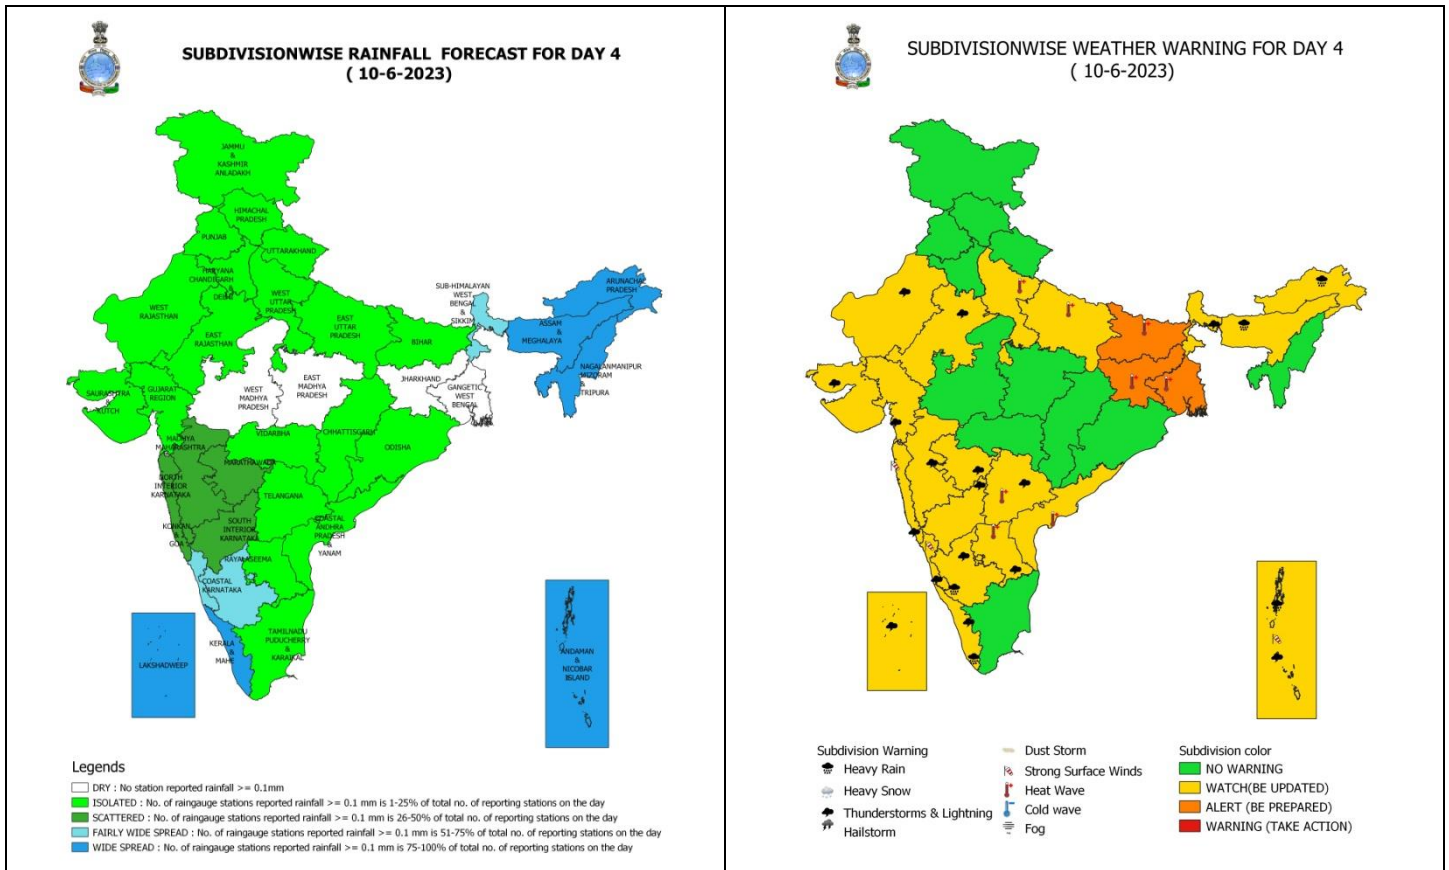 SUBDIVISIONWISE RAINFALL FORECAST FOR DAY 4
( 10-6-2023)
JAMMU
&
KASHMIR
ANLADAKH
HIMACHAL
PRADESH
PUNJAB
UTTARAKHAND
HARYANA
CHANDIGARH
&
DELHI
WEST
RAJASTHAN
WEST
UTTAR
PRADESH
EAST
RAJASTHAN
EAST
UTTAR
PRADESH
BIHAR
SUB-HIMALAYAN
WEST
BENGAL
&
SIKKIM
ARUNACHAL
PRADESH
ASSAM
&
MEGHALAYA
NAGALANMANIPUR
MIZORAM
&
TRIPURA
SAURASHTRA
&
KUTCH
GUJARAT
REGION
WEST
MADHYA
PRADESH
EAST
MADHYA
PRADESH
JHARKHAND
GANGETIC
WEST
BENGAL
MADHYA
MAHARASHTRA
VIDARBHA
CHHATTISGARH
ODISHA
MARATHAWADA
NORTH
INTERIOR
KARNATAKA
TELANGANA
KONKAN
&
GOA
SOUTH
INTERIOR
KARNATAKA
COASTAL
ANDHRA
PRADESH
&
YANAM
RAYALASEEMA
COASTAL
KARNATAKA
KERALA
&
MAHE
TAMILNADU
PUDUCHERRY
&
KARAIKAL
LAKSHADWEEP
ANDAMAN
&
NICOBAR
ISLAND
Legends
DRY : No station reported rainfall >= 0.1mm
ISOLATED : No. of raingauge stations reported rainfall >= 0.1 mm is 1-25% of total no. of reporting stations on the day
SCATTERED : No. of raingauge stations reported rainfall >= 0.1 mm is 26-50% of total no. of reporting stations on the day
FAIRLY WIDE SPREAD : No. of raingauge stations reported rainfall >= 0.1 mm is 51-75% of total no. of reporting stations on the day
WIDE SPREAD : No. of raingauge stations reported rainfall >= 0.1 mm is 75-100% of total no. of reporting stations on the day
SUBDIVISIONWISE WEATHER WARNING FOR DAY 4
( 10-6-2023)
Subdivision Warning
Heavy Rain
Heavy Snow
Thunderstorms & Lightning
Hailstorm
Dust Storm
Strong Surface Winds
Heat Wave
Cold wave
Fog
Subdivision color
NO WARNING
WATCH(BE UPDATED)
ALERT (BE PREPARED)
WARNING (TAKE ACTION)